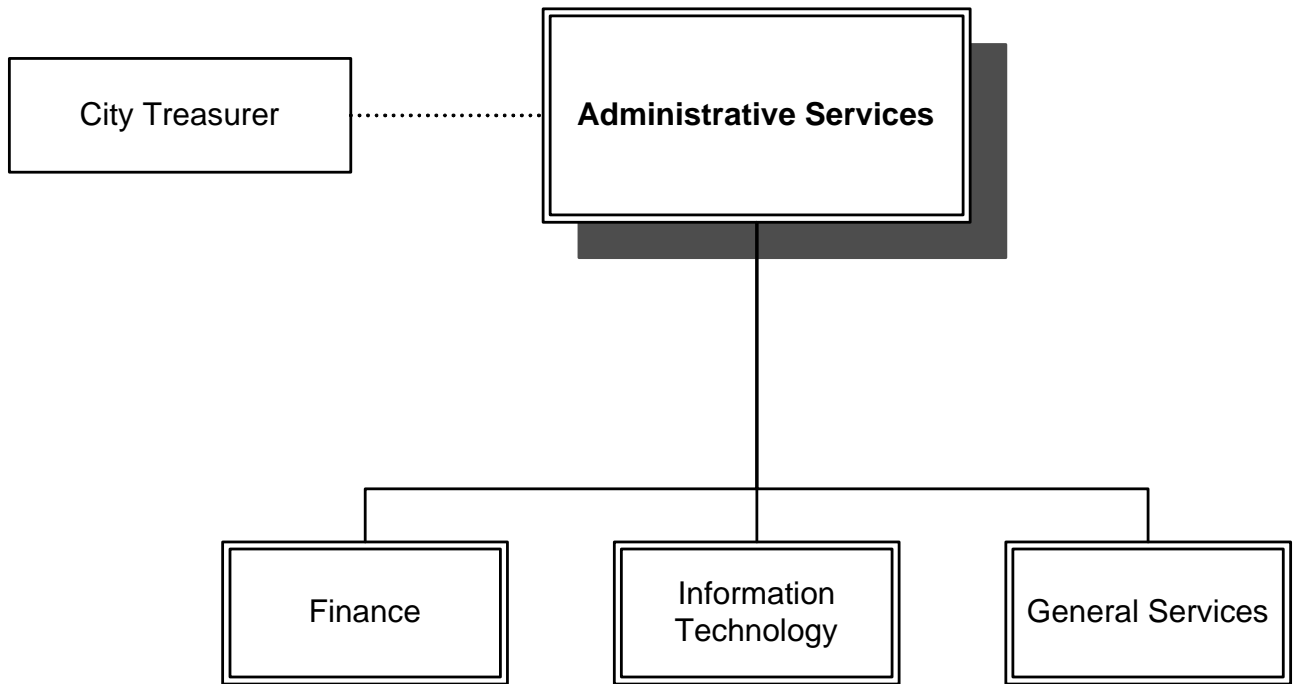 City Treasurer
Administrative Services
Finance
Information
Technology
General Services